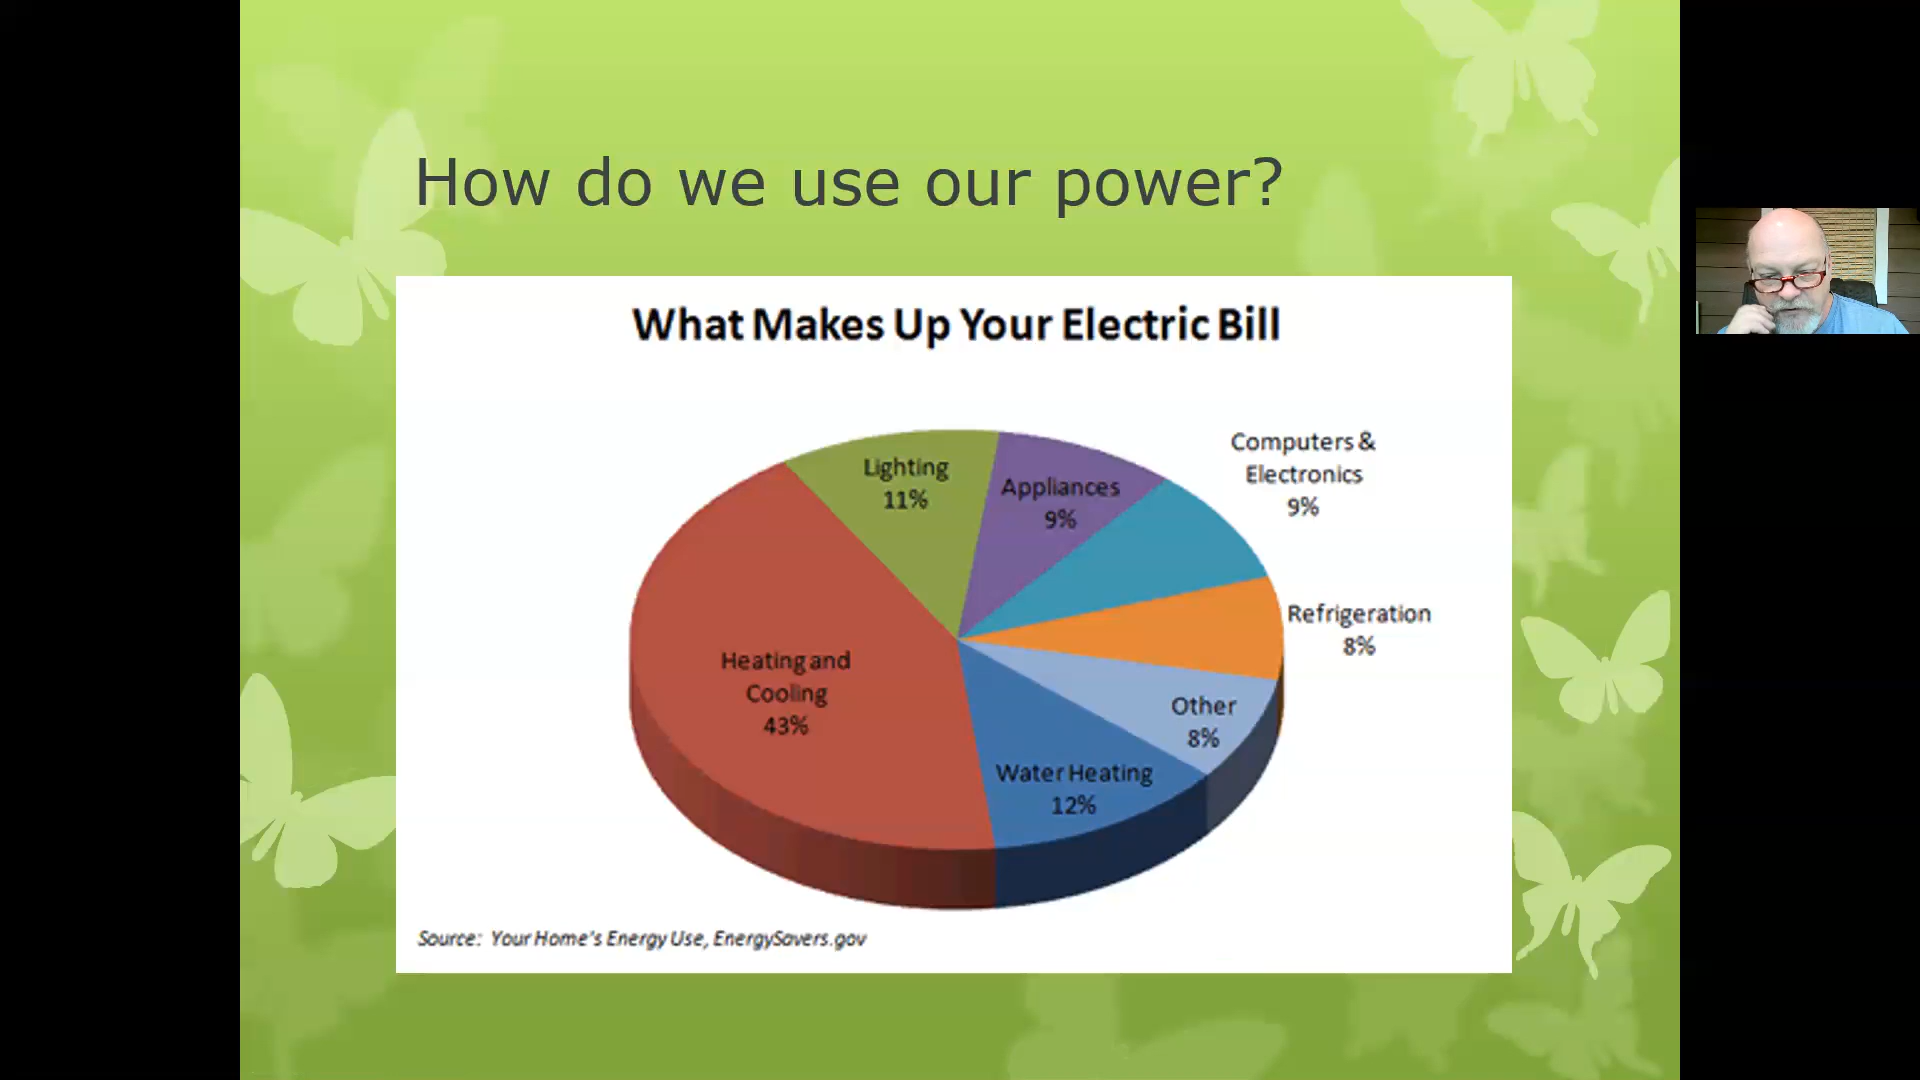 How do we use our power?
What Makes Up Your Electric Bill
Lighting
11%
Appliances
9%
Computers &
Electronics
9%
Refrigeration
8%
Other
8%
Water Heating
12%
Heating and
Cooling
43%
Source: Your Home's Energy Use, EnergySavers.gov